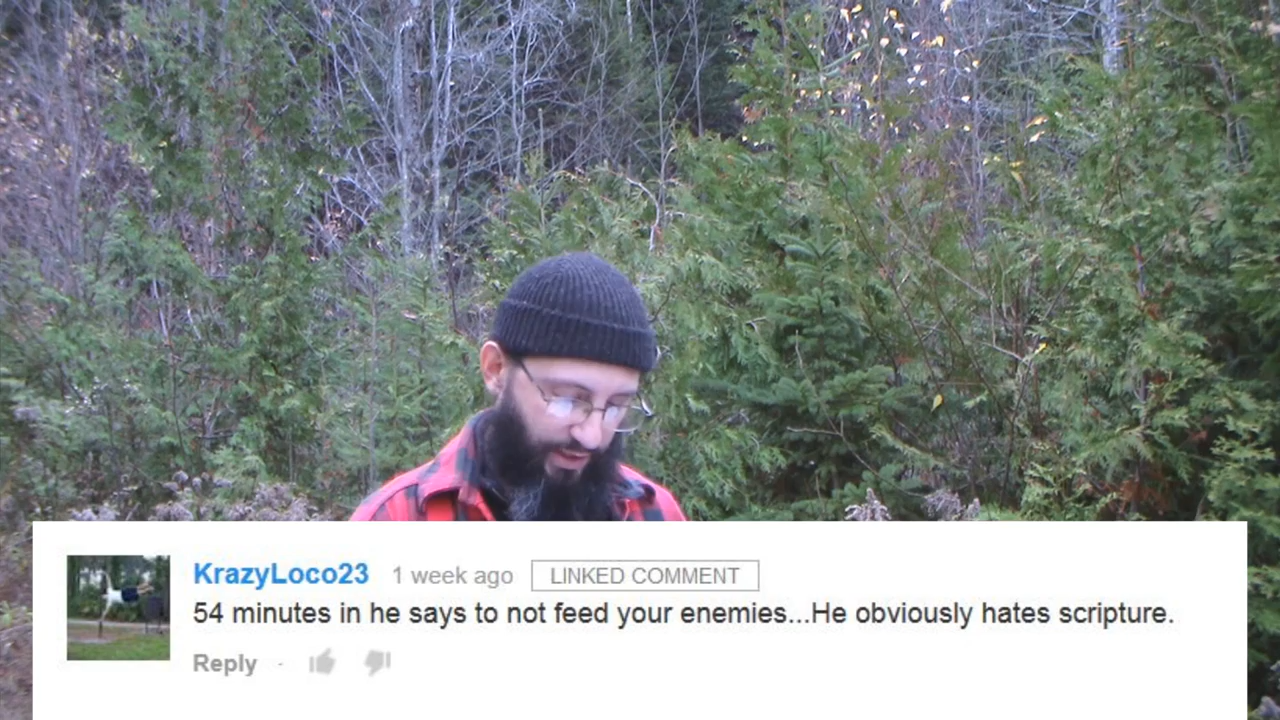 KrazyLoco23 1 week ago LINKED COMMENT
54 minutes in he says to not feed your enemies...He obviously hates scripture.
Reply